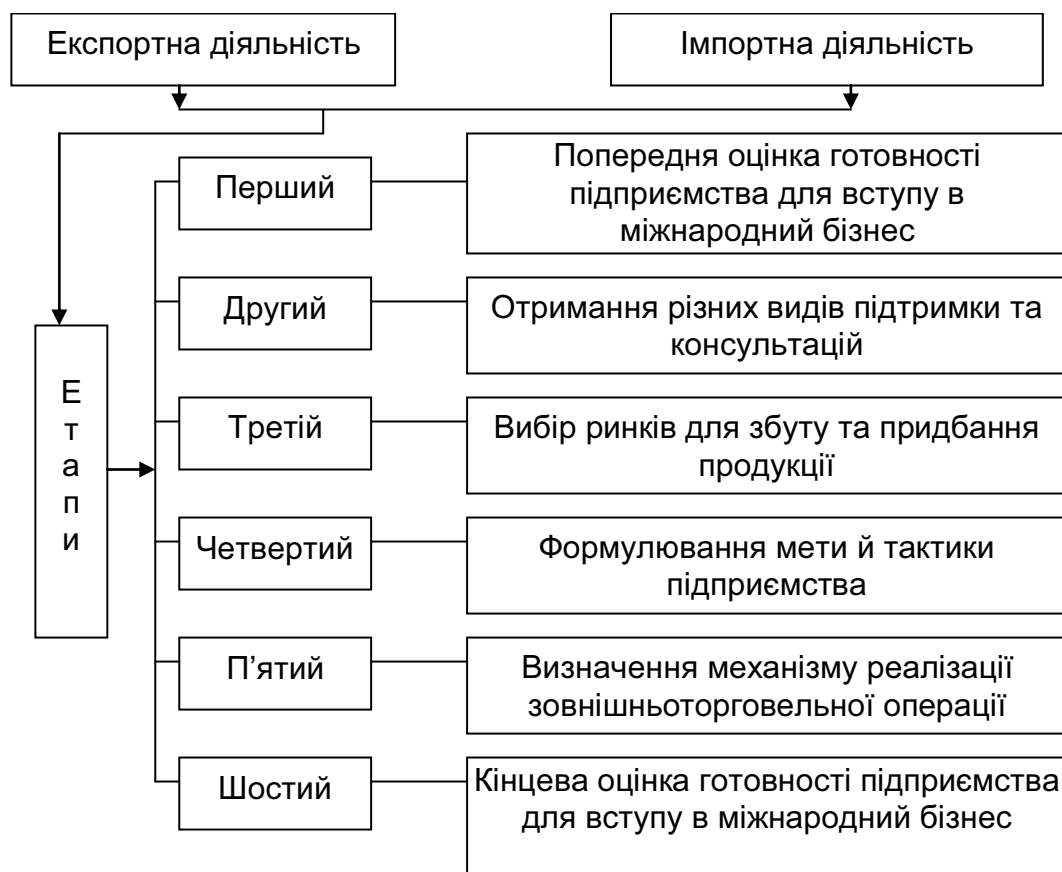 Експортна діяльність
Імпортна діяльність
Етапи
Перший
Попередня оцінка готовності
підприємства для вступу в
міжнародний бізнес
Другий
Отримання різних видів підтримки та
консультацій
Третій
Вибір ринків для збуту та придбання
продукції
Четвертий
Формулювання мети й тактики
підприємства
П’ятий
Визначення механізму реалізації
зовнішньоторговельної операції
Шостий
Кінцева оцінка готовності підприємства
для вступу в міжнародний бізнес